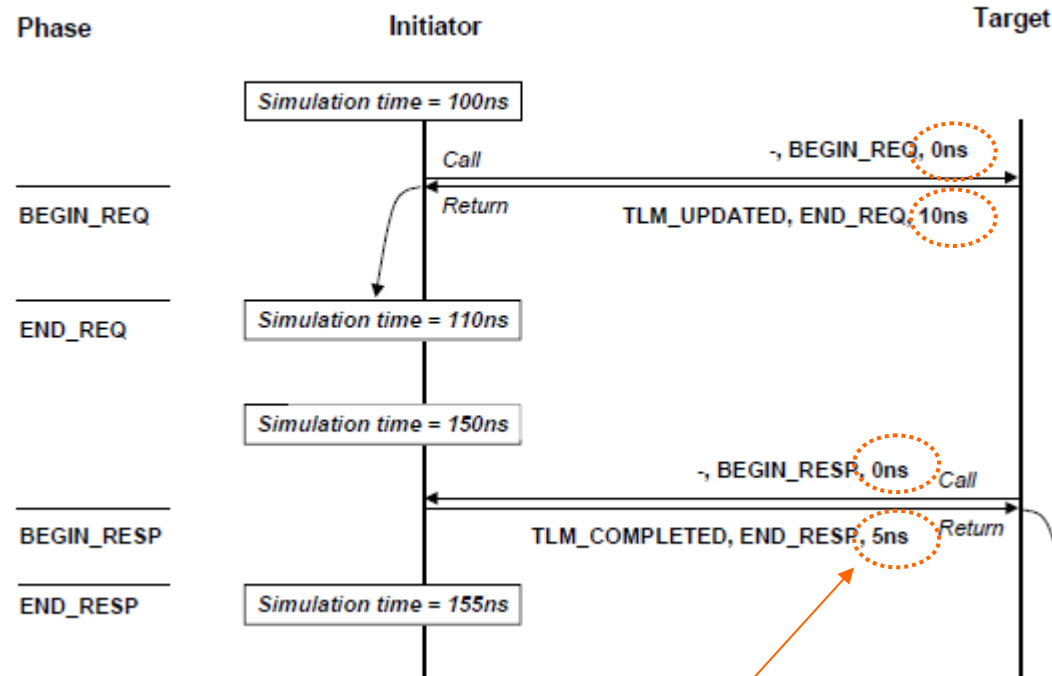 Phase Initiator Target
Simulation time = 100ns
-, BEGIN_REQ, 0ns
Call
Return
TLM_UPDATED, END_REQ, 10ns
BEGIN_REQ
Simulation time = 110ns
END_REQ
Simulation time = 150ns
-, BEGIN_RESP, 0ns
Call
Return
TLM_COMPLETED, END_RESP, 5ns
BEGIN_RESP
END_RESP
Simulation time = 155ns